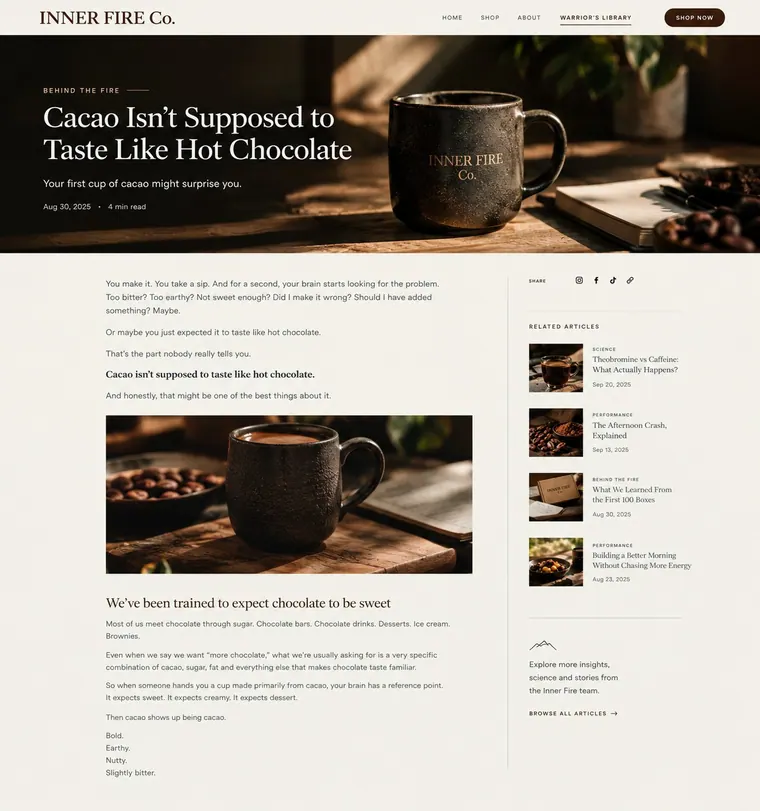 INNER FIRE Co.
HOME SHOP ABOUT WARRIOR'S LIBRARY SHOP NOW
BEHIND THE FIRE
Cacao Isn't Supposed to
Taste Like Hot Chocolate
Your first cup of cacao might surprise you.
Aug 30, 2025 • 4 min read
INNER FIRE
Co.
You make it. You take a sip. And for a second, your brain starts looking for the problem.
Too bitter? Too earthy? Not sweet enough? Did I make it wrong? Should I have added
something? Maybe.
Or maybe you just expected it to taste like hot chocolate.
That's the part nobody really tells you.
Cacao isn't supposed to taste like hot chocolate.
And honestly, that might be one of the best things about it.
We've been trained to expect chocolate to be sweet
Most of us meet chocolate through sugar. Chocolate bars. Chocolate drinks. Desserts. Ice cream.
Brownies.
Even when we say we want "more chocolate," what we're usually asking for is a very specific
combination of cacao, sugar, fat and everything else that makes chocolate taste familiar.
So when someone hands you a cup made primarily from cacao, your brain has a reference point.
It expects sweet. It expects creamy. It expects dessert.
Then cacao shows up being cacao.
Bold.
Earthy.
Nutty.
Slightly bitter.
SHARE
RELATED ARTICLES
SCIENCE
Theobromine vs Caffeine:
What Actually Happens?
Sep 20, 2025
PERFORMANCE
The Afternoon Crash,
Explained
Sep 13, 2025
INNER FIRE
BEHIND THE FIRE
What We Learned From
the First 100 Boxes
Aug 30, 2025
PERFORMANCE
Building a Better Morning
Without Chasing More Energy
Aug 23, 2025
Explore more insights,
science and stories from
the Inner Fire team.
BROWSE ALL ARTICLES →